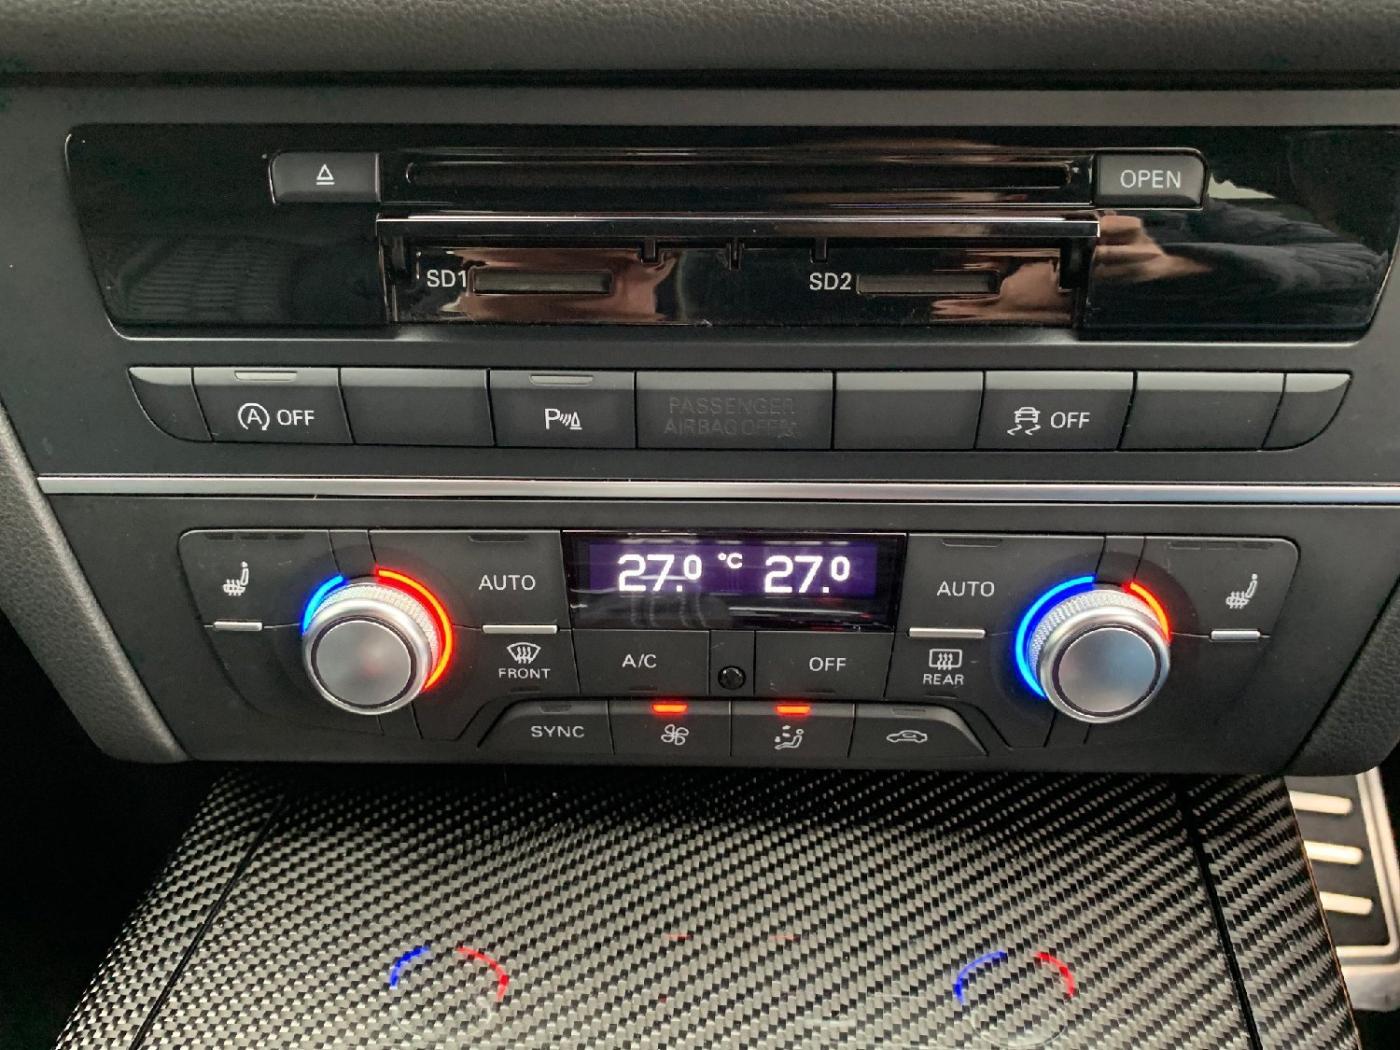 OPEN
SD1
SD2
A OFF
P
PASSENGER
AIRBAG OFF
OFF
AUTO
27.0 °C 27.0
AUTO
FRONT
A/C
OFF
REAR
SYNC